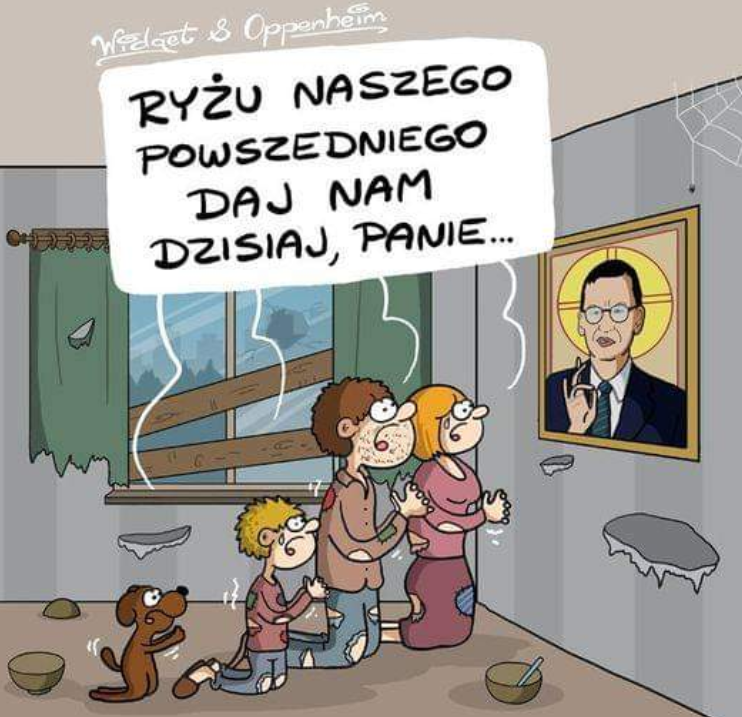 Widget & Oppenheim
RYŻU NASZEGO
POWSZEDNIEGO
DAJ NAM
DZISIAJ, PANIE...